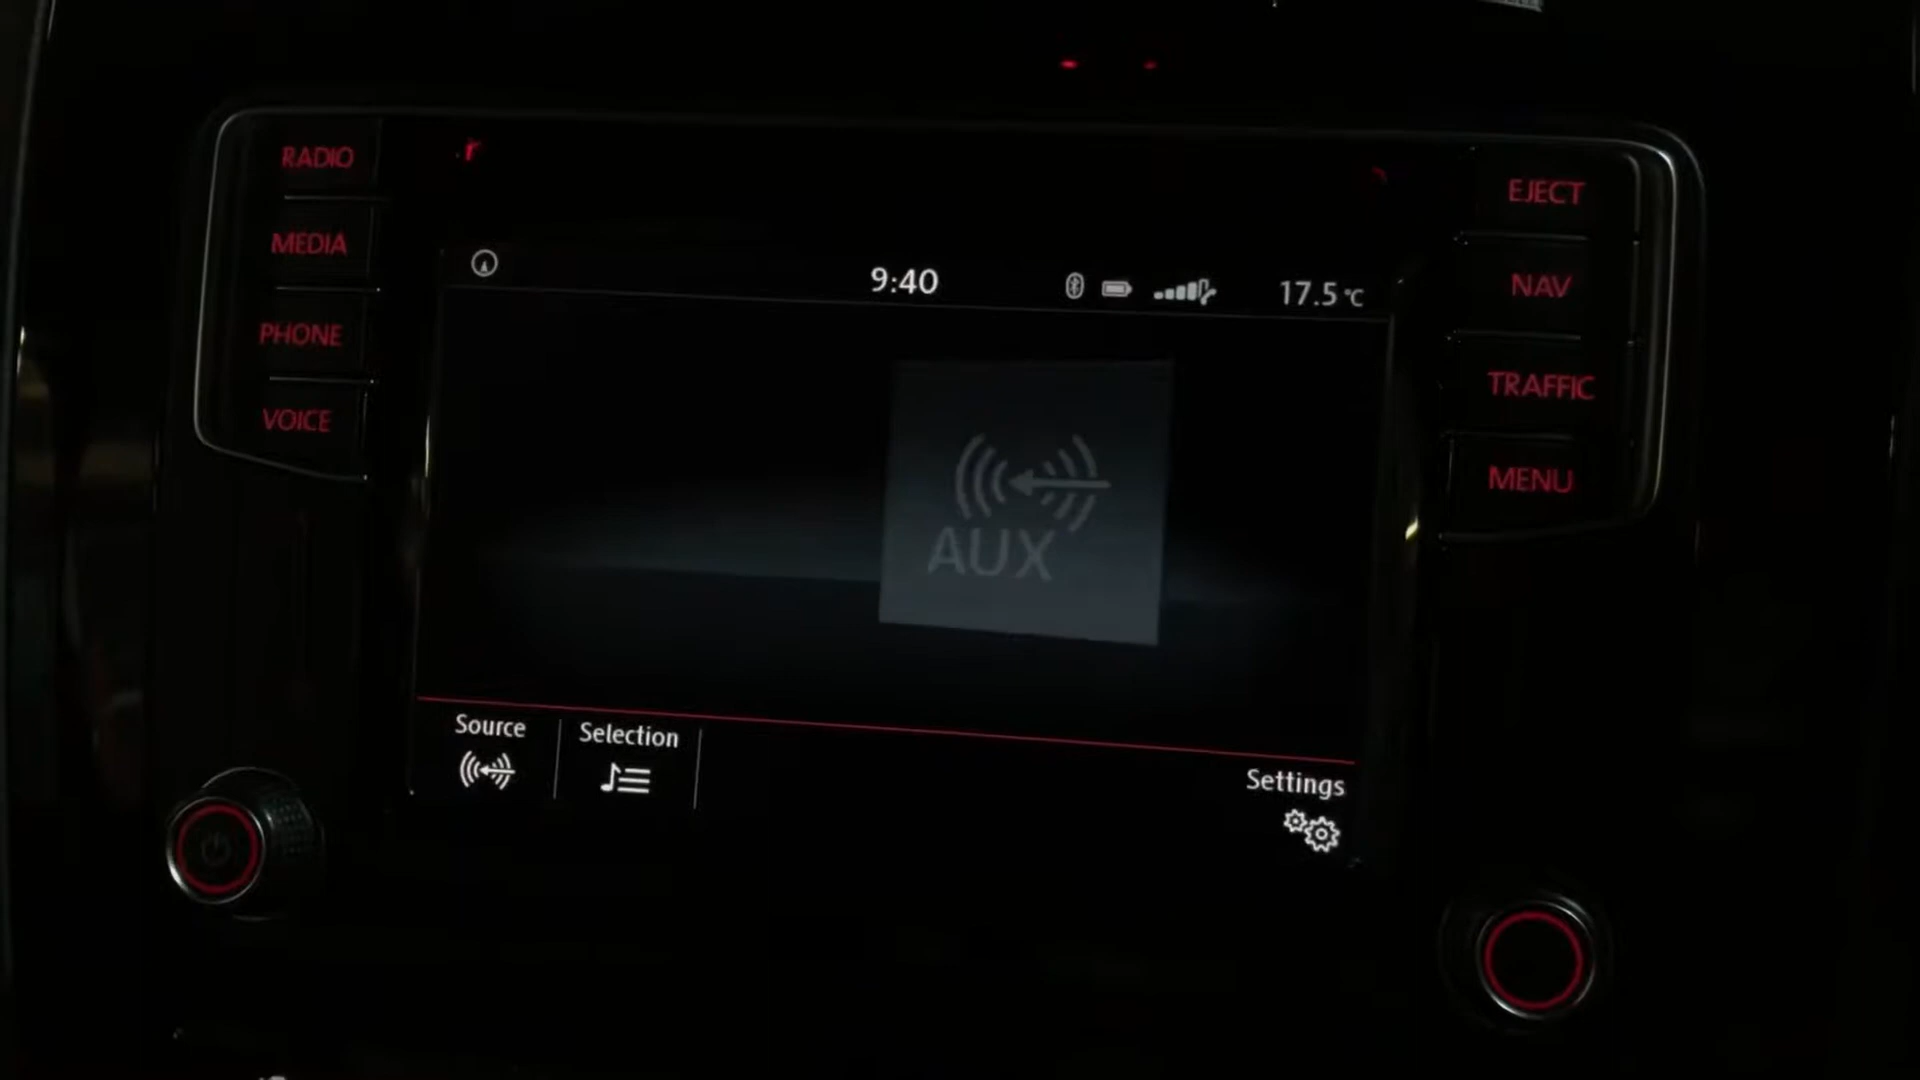 RADIO
MEDIA
PHONE
VOICE
9:40
17.5 °C
AUX
Source
Selection
Settings
EJECT
NAV
TRAFFIC
MENU